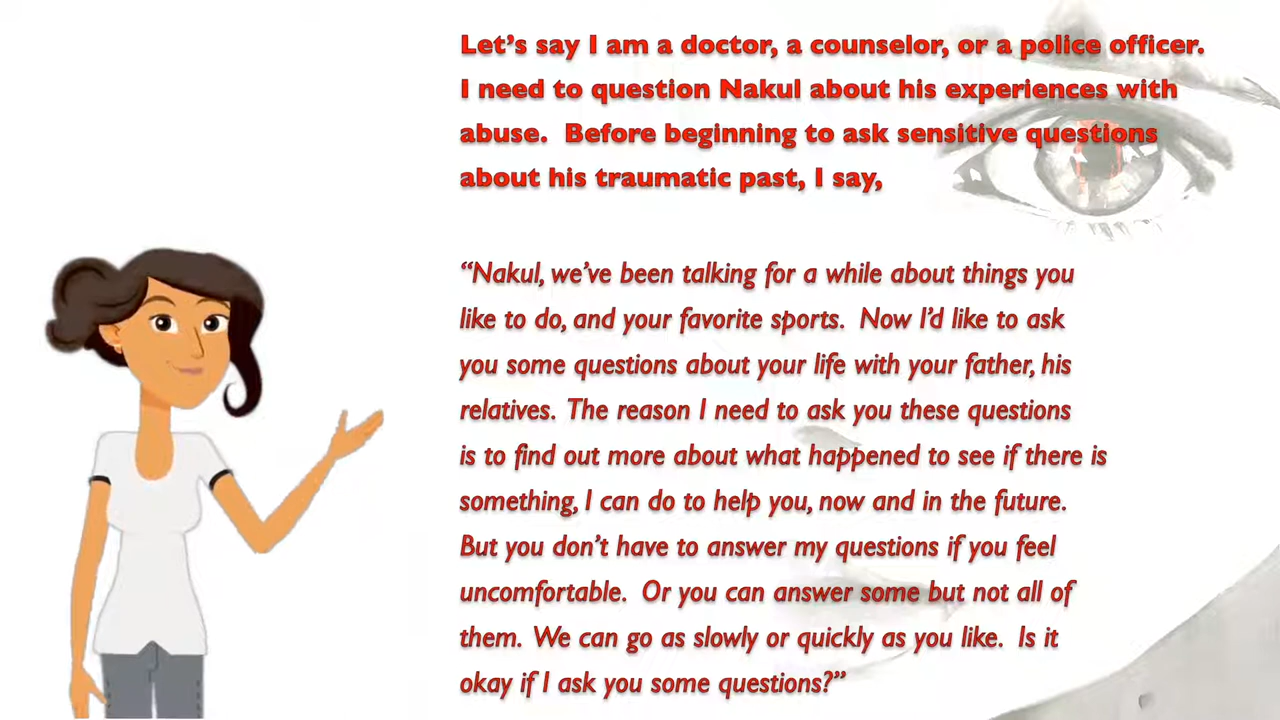 Let’s say I am a doctor, a counselor, or a police officer.
I need to question Nakul about his experiences with
abuse.  Before beginning to ask sensitive questions
about his traumatic past, I say,
“Nakul, we’ve been talking for a while about things you
like to do, and your favorite sports.  Now I’d like to ask
you some questions about your life with your father, his
relatives.  The reason I need to ask you these questions
is to find out more about what happened to see if there is
something, I can do to help you, now and in the future.
But you don’t have to answer my questions if you feel
uncomfortable.  Or you can answer some but not all of
them.  We can go as slowly or quickly as you like.  Is it
okay if I ask you some questions?”